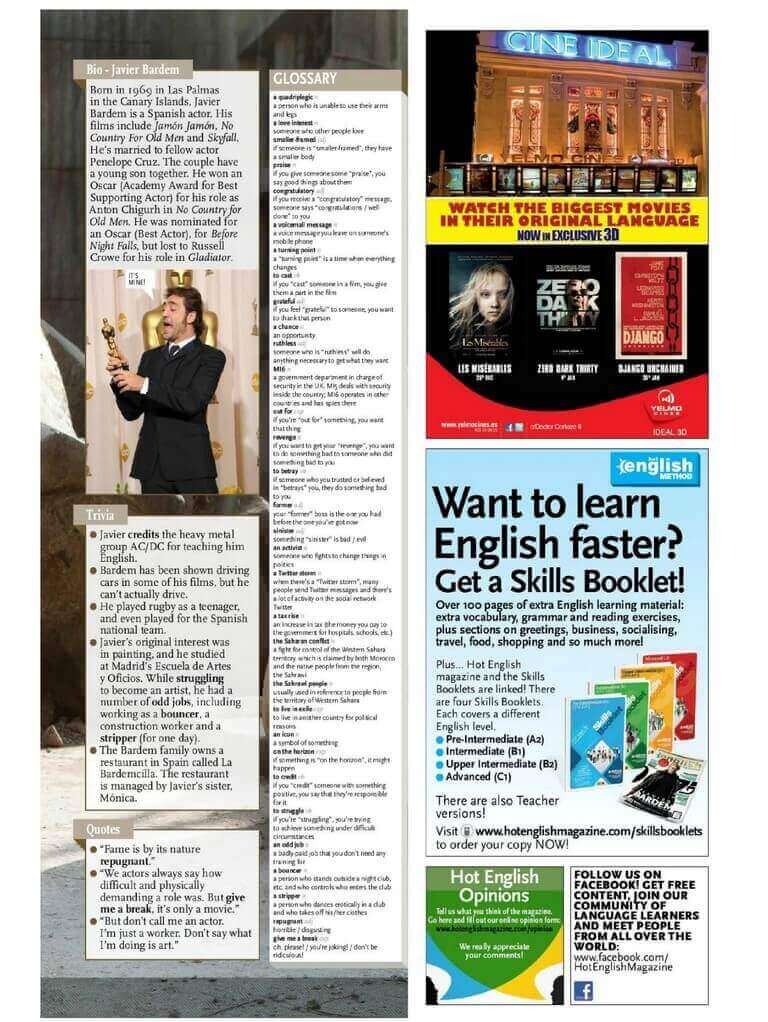 Bio - Javier Bardem
Born in 1969 in Las Palmas
in the Canary Islands, Javier
Bardem is a Spanish actor. His
films include Jamón Jamón, No
Country For Old Men and Skyfall.
He's married to fellow actor
Penelope Cruz. The couple have
a young son together. He won an
Oscar (Academy Award for Best
Supporting Actor) for his role as
Anton Chigurh in No Country for
Old Men. He was nominated for
an Oscar (Best Actor), for Before
Night Falls, but lost to Russell
Crowe for his role in Gladiator.
IT'S
MINE!
Trivia
Javier credits the heavy metal
group AC/DC for teaching him
English.
Bardem has been shown driving
cars in some of his films, but he
can't actually drive.
He played rugby as a teenager,
and even played for the Spanish
national team.
Javier's original interest was
in painting, and he studied
at Madrid's Escuela de Artes
y Oficios. While struggling
to become an artist, he had a
number of odd jobs, including
working as a bouncer, a
construction worker and a
stripper (for one day).
The Bardem family owns a
restaurant in Spain called La
Bardemcilla. The restaurant
is managed by Javier's sister,
Mónica.
Quotes
"Fame is by its nature
repugnant."
"We actors always say how
difficult and physically
demanding a role was. But give
me a break, it's only a movie."
"But don't call me an actor.
I'm just a worker. Don't say what
I'm doing is art."
GLOSSARY
a quadriplegic n
a person who is unable to use their arms
and legs
a love interest n
someone who other people love
smaller-framed adj
if someone is "smaller-framed", they have
a smaller body
praise n
if you give someone some "praise", you
say good things about them
congratulatory adj
if you receive a "congratulatory" message,
someone says "congratulations / well
done" to you
a voicemail message n
a voice message you leave on someone's
mobile phone
a turning point n
a "turning point" is a time when everything
changes
to cast vb
if you "cast" someone in a film, you give
them a part in the film
grateful adj
if you feel "grateful" to someone, you want
to thank that person
a chance n
an opportunity
ruthless adj
someone who is "ruthless" will do
anything necessary to get what they want
MI6 n
a government department in charge of
security in the UK. MI5 deals with security
inside the country; MI6 operates in other
countries and has spies there
out for exp
if you're "out for" something, you want
that thing
revenge n
if you want to get your "revenge", you want
to do something bad to someone who did
something bad to you
to betray vb
if someone who you trusted or believed
in "betrays" you, they do something bad
to you
former adj
your "former" boss is the one you had
before the one you've got now
sinister adj
something "sinister" is bad / evil
an activist n
someone who fights to change things in
politics
a Twitter storm n
when there's a "Twitter storm", many
people send Twitter messages and there's
a lot of activity on the social network
Twitter
a tax rise n
an increase in tax (the money you pay to
the government for hospitals, schools, etc.)
the Saharan conflict n
a fight for control of the Western Sahara
territory, which is claimed by both Morocco
and the native people from the region,
the Sahrawi
the Sahrawi people n
usually used in reference to people from
the territory of Western Sahara
to live in exile exp
to live in another country for political
reasons
an icon n
a symbol of something
on the horizon exp
if something is "on the horizon", it might
happen
to credit vb
if you "credit" someone with something
positive, you say that they're responsible
for it
to struggle vb
if you're "struggling", you're trying
to achieve something under difficult
circumstances
an odd job n
a badly-paid job that you don't need any
training for
a bouncer n
a person who stands outside a night club,
etc. and who controls who enters the club
a stripper n
a person who dances erotically in a club
and who takes off his/her clothes
repugnant adj
horrible / disgusting
give me a break exp
oh, please! / you're joking! / don't be
ridiculous!
CINE IDEAL
YELMO CINES
WATCH THE BIGGEST MOVIES
IN THEIR ORIGINAL LANGUAGE
NOW IN EXCLUSIVE 3D
Les Misérables
ZERO
DARK
THIRTY
JAMIE
FOXX
CHRISTOPH
WALTZ
LEONARDO
DICAPRIO
KERRY
WASHINGTON
SAMUEL
L. JACKSON
DJANGO
LES MISÉRABLES
ZERO DARK THIRTY
DJANGO UNCHAINED
www.yelmocines.es
YELMO
CINES
IDEAL 3D
hot
english
METHOD
Want to learn
English faster?
Get a Skills Booklet!
Over 100 pages of extra English learning material:
extra vocabulary, grammar and reading exercises,
plus sections on greetings, business, socialising,
travel, food, shopping and so much more!
Plus... Hot English
magazine and the Skills
Booklets are linked! There
are four Skills Booklets.
Each covers a different
English level.
Pre-Intermediate (A2)
Intermediate (B1)
Upper Intermediate (B2)
Advanced (C1)
There are also Teacher
versions!
Visit www.hotenglishmagazine.com/skillsbooklets
to order your copy NOW!
Skills
Booklet
BARDEM
Hot English
Opinions
Tell us what you think of the magazine.
Go here and fill out our online opinion form:
www.hotenglishmagazine.com/opinion
We really appreciate
your comments!
FOLLOW US ON
FACEBOOK! GET FREE
CONTENT, JOIN OUR
COMMUNITY OF
LANGUAGE LEARNERS
AND MEET PEOPLE
FROM ALL OVER THE
WORLD:
www.facebook.com/
HotEnglishMagazine